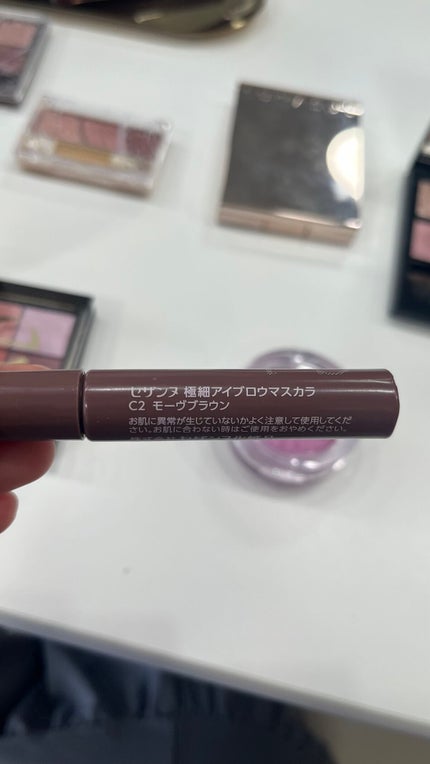 セザンヌ 極細アイブロウマスカラ
C2 モーヴブラウン
お肌に異常が生じていないかよく注意して使用してくだ
さい。お肌に合わない時はご使用をおやめください。